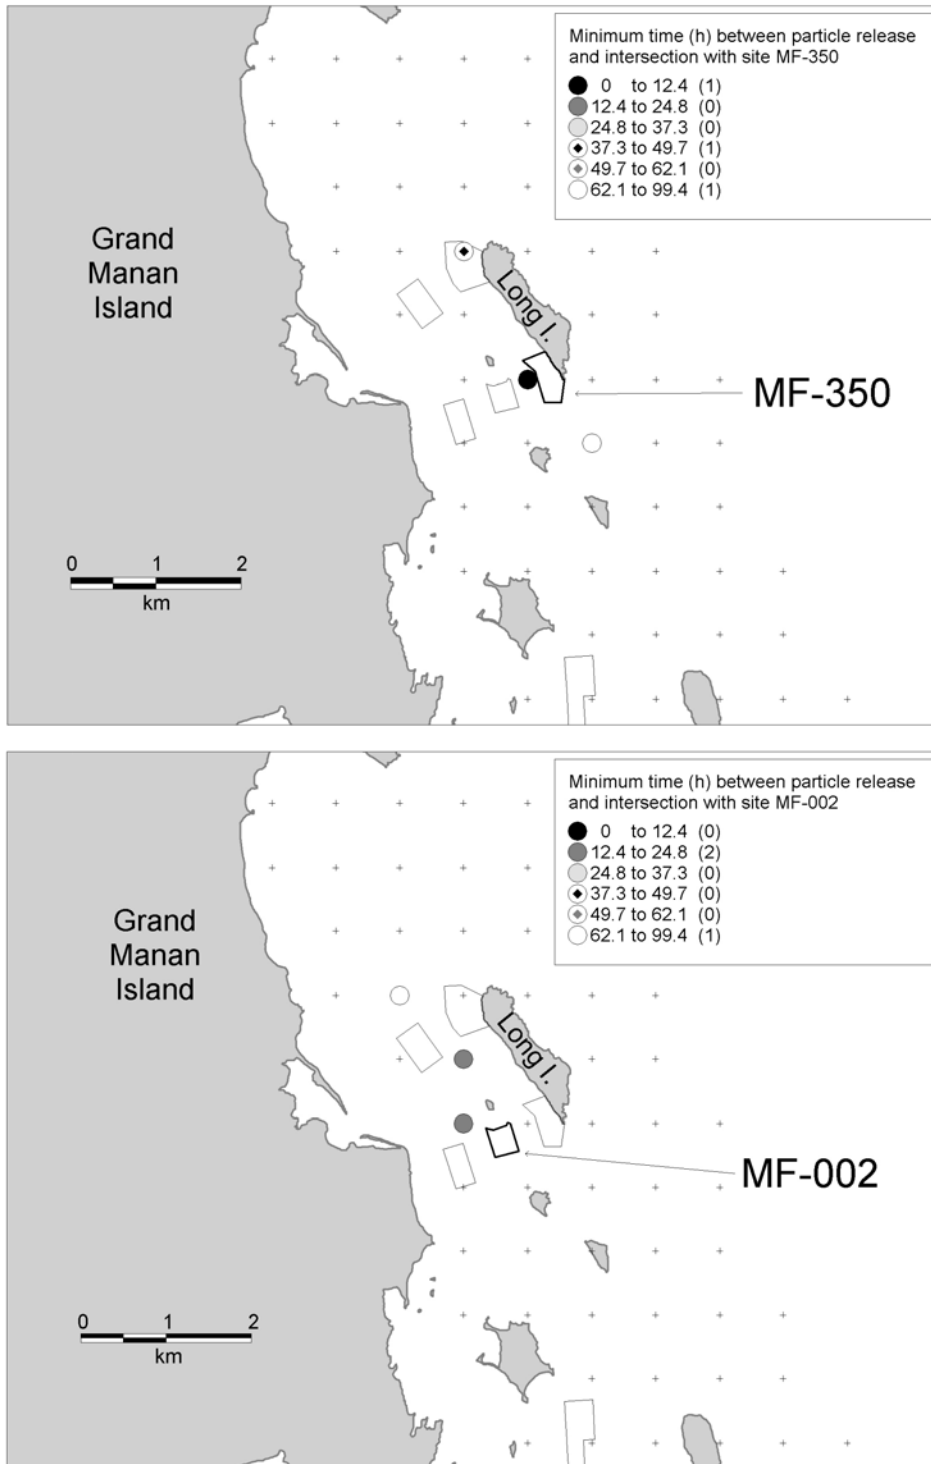 Minimum time (h) between particle release
and intersection with site MF-350
0 to 12.4 (1)
12.4 to 24.8 (0)
24.8 to 37.3 (0)
37.3 to 49.7 (1)
49.7 to 62.1 (0)
62.1 to 99.4 (1)
Grand
Manan
Island
Long I.
MF-350
0 1 2
km
Minimum time (h) between particle release
and intersection with site MF-002
0 to 12.4 (0)
12.4 to 24.8 (2)
24.8 to 37.3 (0)
37.3 to 49.7 (0)
49.7 to 62.1 (0)
62.1 to 99.4 (1)
Grand
Manan
Island
Long I.
MF-002
0 1 2
km